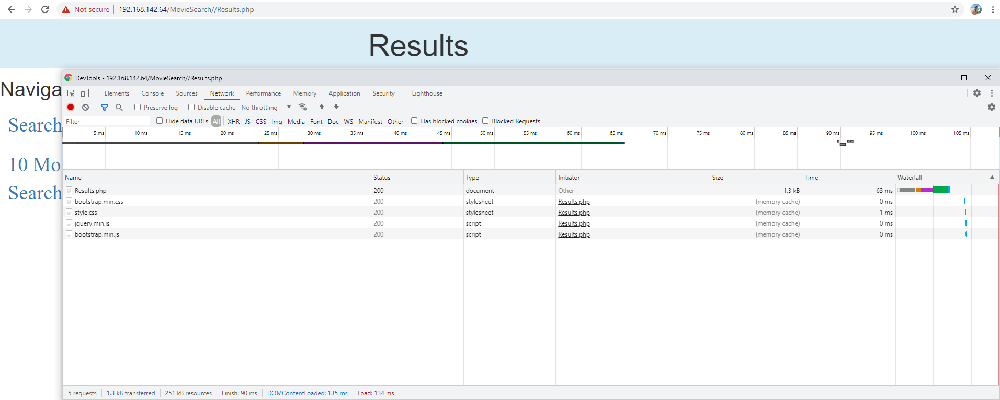 Not secure 192.168.142.64/MovieSearch//Results.php
Results
Naviga
Search
10 Mo
Search
DevTools - 192.168.142.64/MovieSearch//Results.php
Elements Console Sources Network Performance Memory Application Security Lighthouse
Preserve log Disable cache No throttling
Filter Hide data URLs All XHR JS CSS Img Media Font Doc WS Manifest Other Has blocked cookies Blocked Requests
5 ms 10 ms 15 ms 20 ms 25 ms 30 ms 35 ms 40 ms 45 ms 50 ms 55 ms 60 ms 65 ms 70 ms 75 ms 80 ms 85 ms 90 ms 95 ms 100 ms 105 ms 1
Name Status Type Initiator Size Time Waterfall
Results.php 200 document Other 1.3 kB 63 ms
bootstrap.min.css 200 stylesheet Results.php (memory cache) 0 ms
style.css 200 stylesheet Results.php (memory cache) 1 ms
jquery.min.js 200 script Results.php (memory cache) 0 ms
bootstrap.min.js 200 script Results.php (memory cache) 0 ms
5 requests 1.3 kB transferred 251 kB resources Finish: 90 ms DOMContentLoaded: 135 ms Load: 134 ms